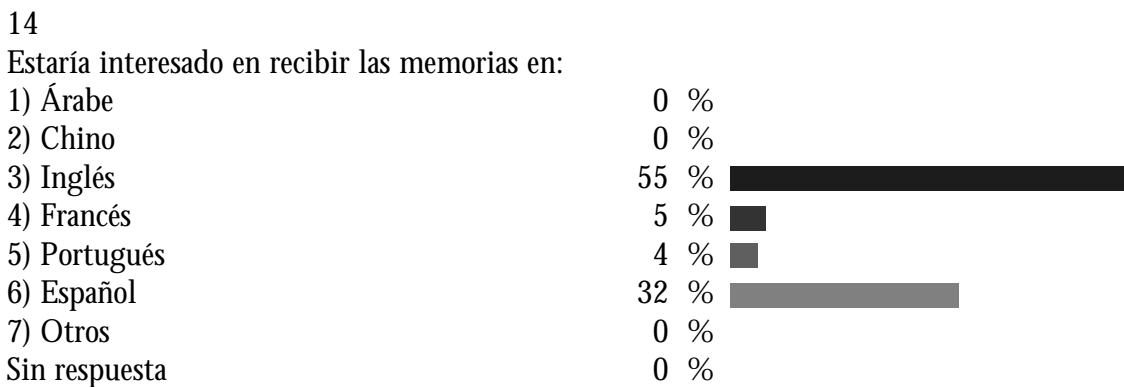 14
Estaría interesado en recibir las memorias en:
1) Árabe 0 %
2) Chino 0 %
3) Inglés 55 %
4) Francés 5 %
5) Portugués 4 %
6) Español 32 %
7) Otros 0 %
Sin respuesta 0 %